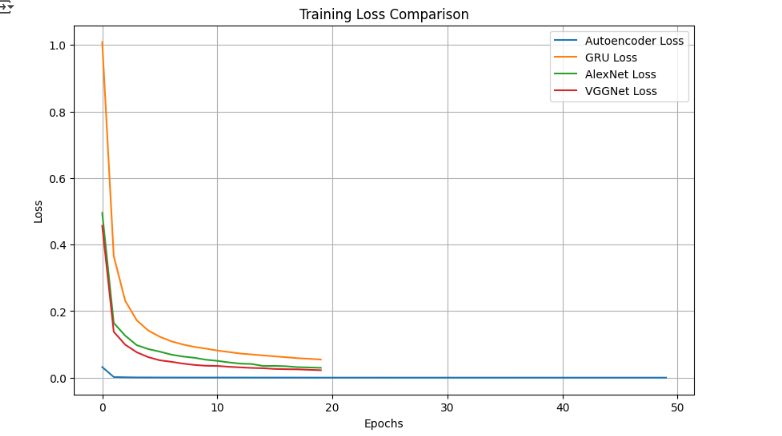 Training Loss Comparison
Autoencoder Loss
GRU Loss
AlexNet Loss
VGGNet Loss
1.0
0.8
0.6
0.4
0.2
0.0
Loss
0 10 20 30 40 50
Epochs